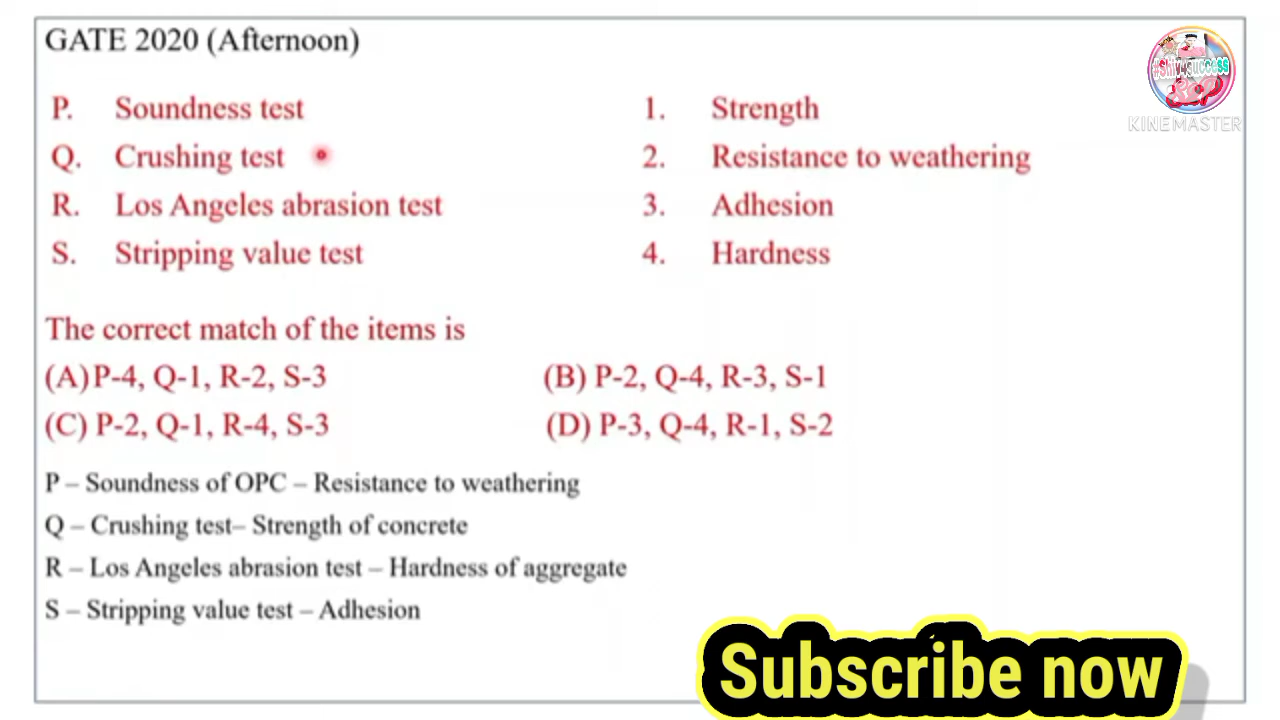 GATE 2020 (Afternoon)
P. Soundness test 1. Strength
Q. Crushing test 2. Resistance to weathering
R. Los Angeles abrasion test 3. Adhesion
S. Stripping value test 4. Hardness
The correct match of the items is
(A)P-4, Q-1, R-2, S-3 (B) P-2, Q-4, R-3, S-1
(C) P-2, Q-1, R-4, S-3 (D) P-3, Q-4, R-1, S-2
P – Soundness of OPC – Resistance to weathering
Q – Crushing test– Strength of concrete
R – Los Angeles abrasion test – Hardness of aggregate
S – Stripping value test – Adhesion
#Shiv4success
KINEMASTER
Subscribe now